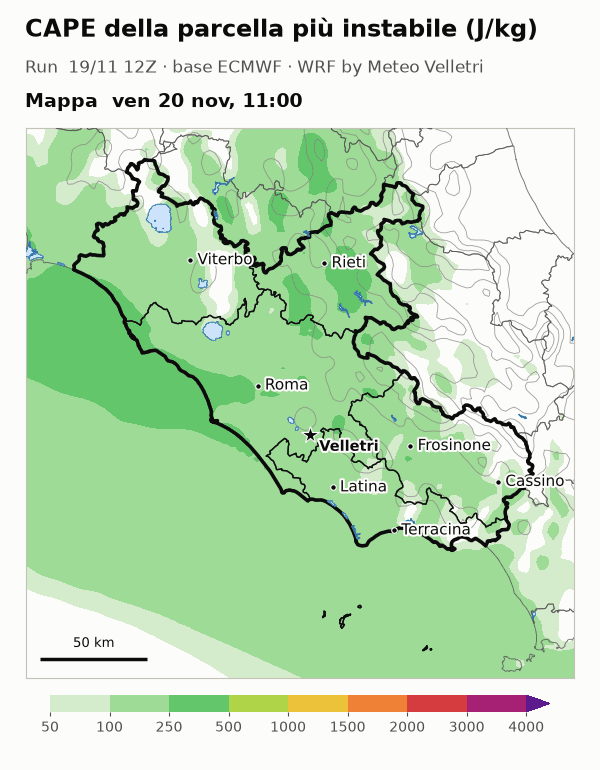 CAPE della parcella più instabile (J/kg)
Run  19/11 12Z · base ECMWF · WRF by Meteo Velletri
Mappa  ven 20 nov, 11:00
Viterbo
Rieti
Roma
Velletri
Frosinone
Cassino
Latina
Terracina
50 km
50 100 250 500 1000 1500 2000 3000 4000